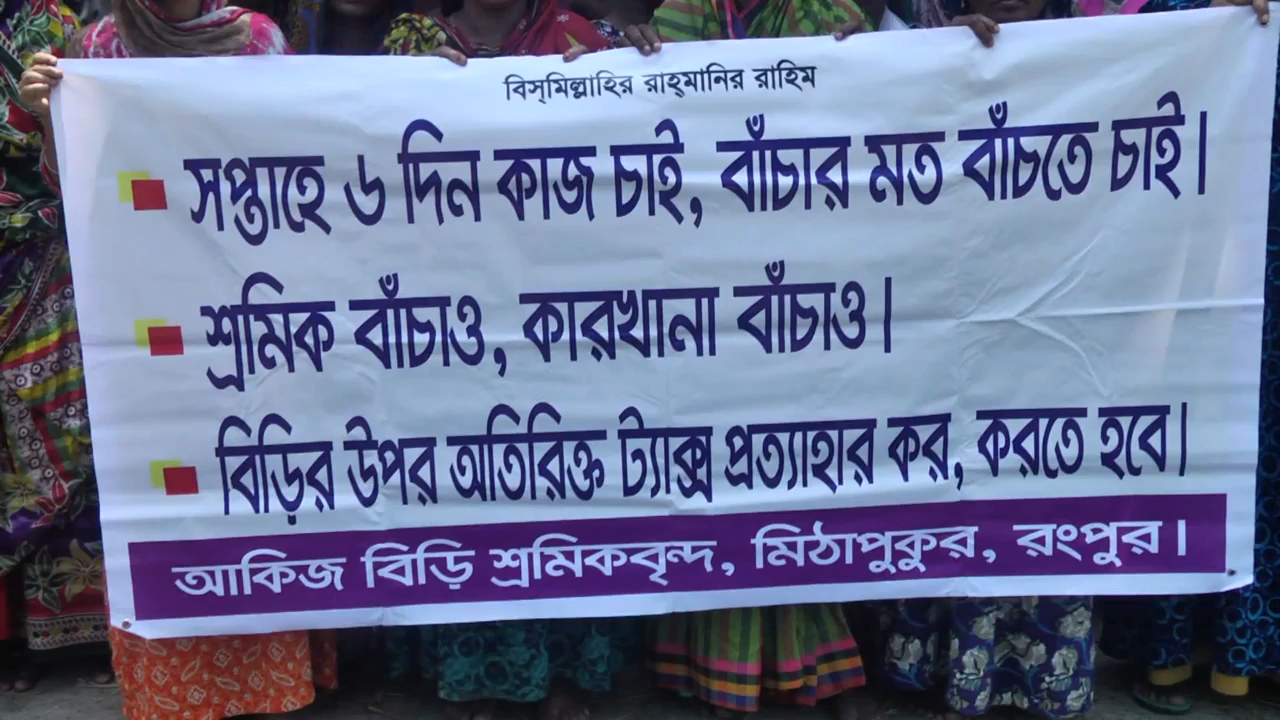 বিস্‌মিল্লাহির রাহ্‌মানির রাহিম
সপ্তাহে ৬ দিন কাজ চাই, বাঁচার মত বাঁচতে চাই।
শ্রমিক বাঁচাও, কারখানা বাঁচাও।
বিড়ির উপর অতিরিক্ত ট্যাক্স প্রত্যাহার কর, করতে হবে।
আকিজ বিড়ি শ্রমিকবৃন্দ, মিঠাপুকুর, রংপুর।